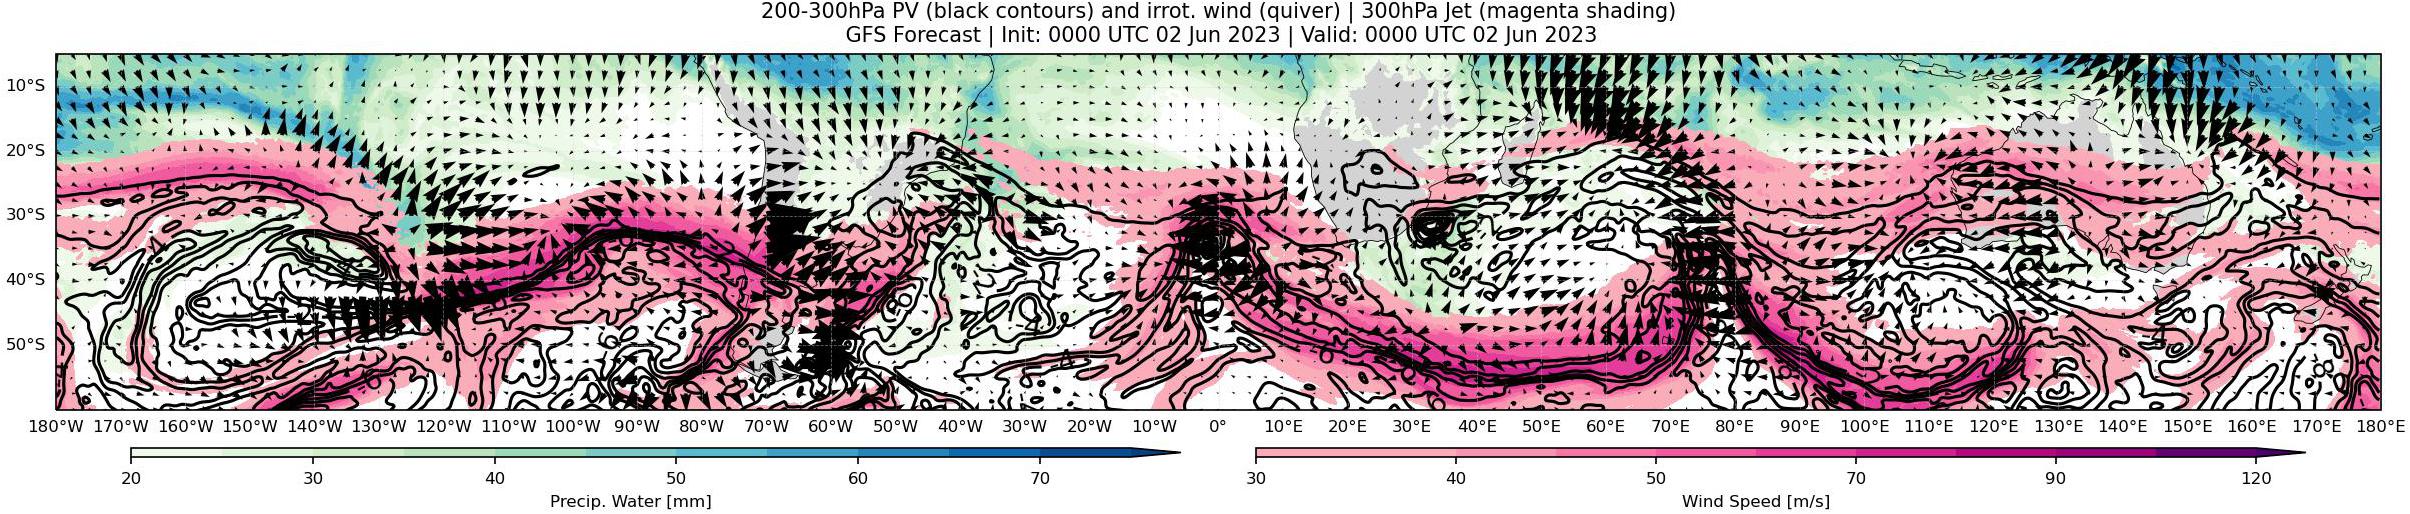 200-300hPa PV (black contours) and irrot. wind (quiver) | 300hPa Jet (magenta shading)
GFS Forecast | Init: 0000 UTC 02 Jun 2023 | Valid: 0000 UTC 02 Jun 2023
10°S
20°S
30°S
40°S
50°S
180°W 170°W 160°W 150°W 140°W 130°W 120°W 110°W 100°W 90°W 80°W 70°W 60°W 50°W 40°W 30°W 20°W 10°W 0° 10°E 20°E 30°E 40°E 50°E 60°E 70°E 80°E 90°E 100°E 110°E 120°E 130°E 140°E 150°E 160°E 170°E 180°E
20 30 40 50 60 70
Precip. Water [mm]
30 40 50 70 90 120
Wind Speed [m/s]